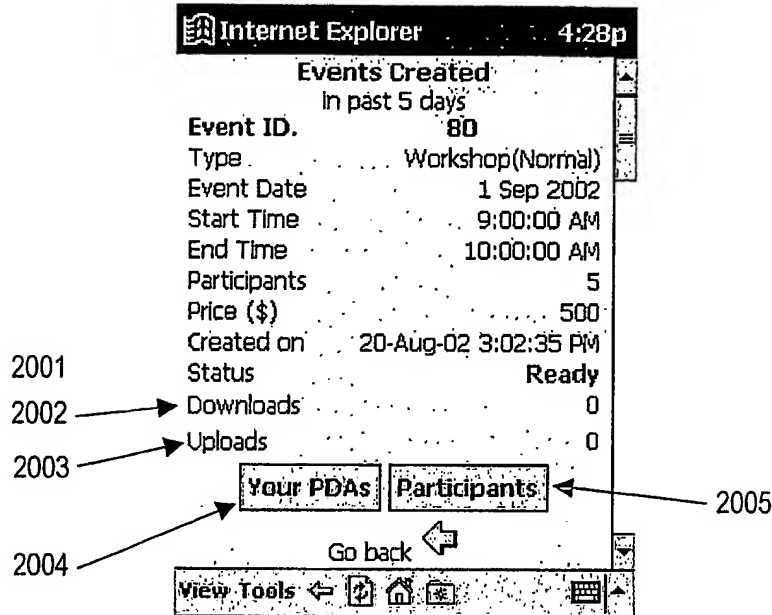 Internet Explorer 4:28p
Events Created
in past 5 days
Event ID. 80
Type Workshop(Normal)
Event Date 1 Sep 2002
Start Time 9:00:00 AM
End Time 10:00:00 AM
Participants 5
Price ($) 500
Created on 20-Aug-02 3:02:35 PM
2001 Status Ready
2002 Downloads 0
2003 Uploads 0
Your PDAs Participants 2005
2004 Go back
View Tools